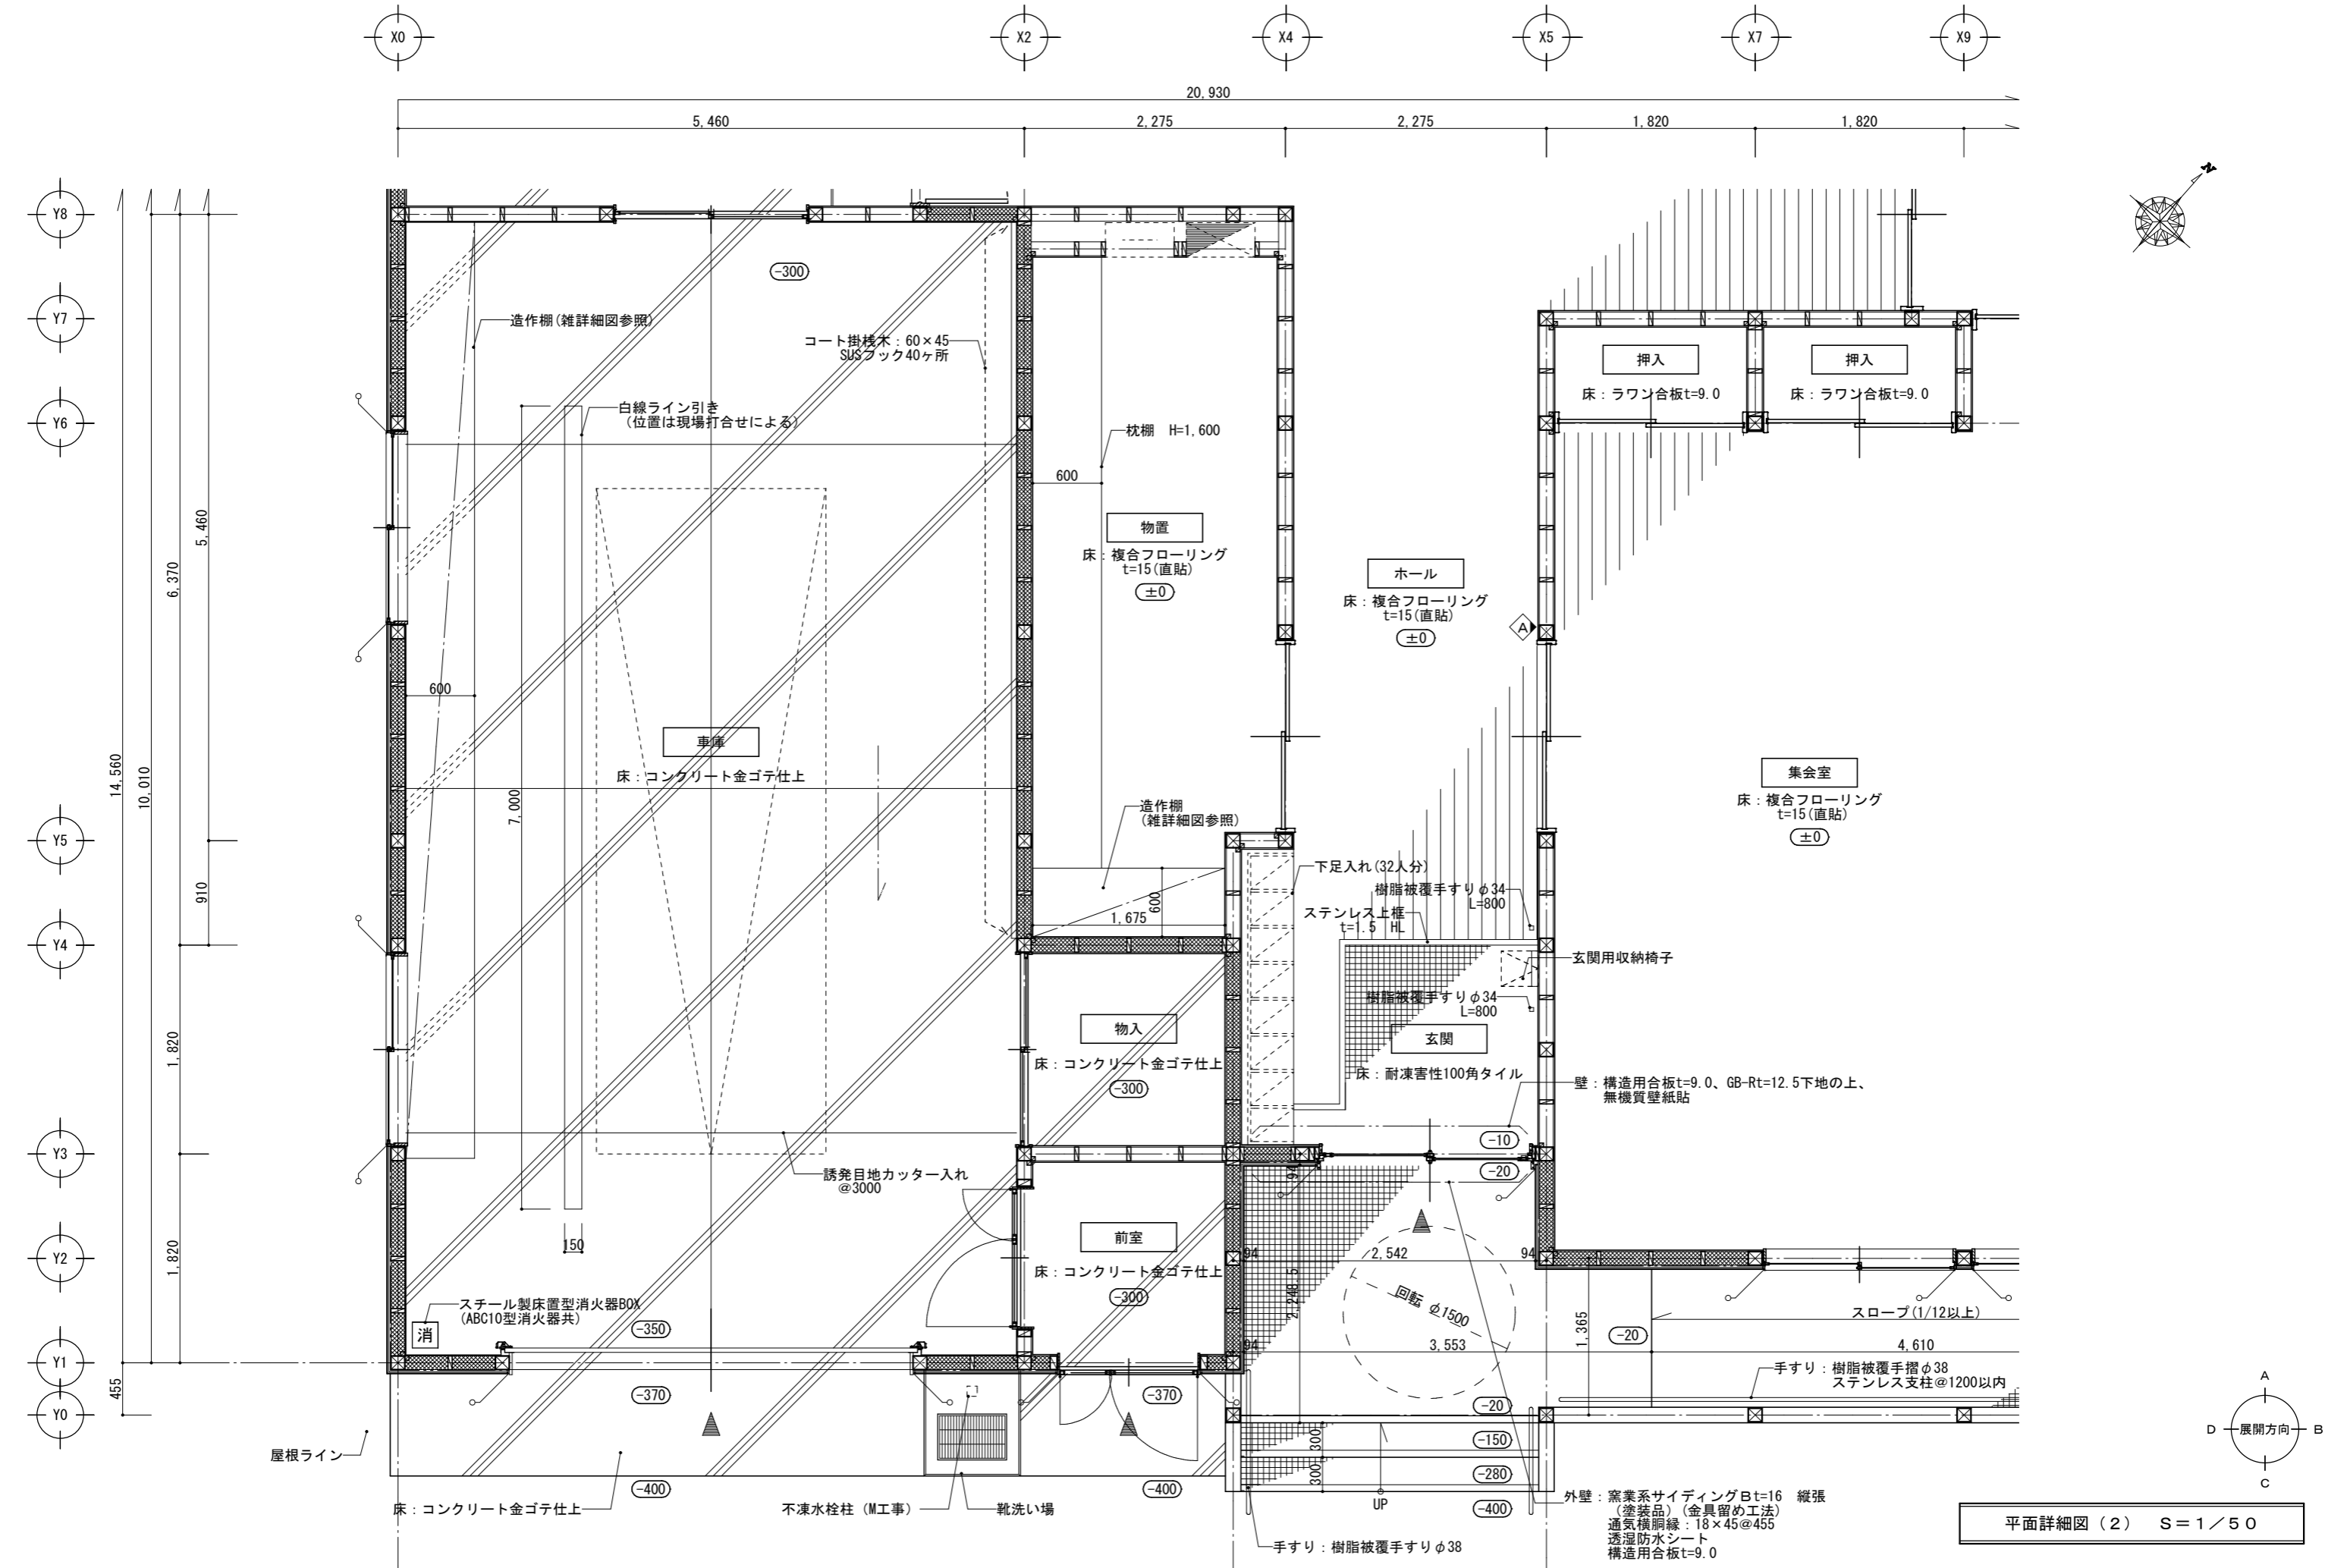 X0
X2
X4
X5
X7
X9
20,930
5,460
2,275
2,275
1,820
1,820
N
Y8
Y7
Y6
Y5
Y4
Y3
Y2
Y1
Y0
14,560
10,010
6,370
5,460
910
1,820
1,820
455
-300
造作棚(雑詳細図参照)
コート掛桟木:60×45
SUSフック40ヶ所
白線ライン引き
(位置は現場打合せによる)
600
7,000
150
車庫
床:コンクリート金ゴテ仕上
誘発目地カッター入れ
@3000
スチール製床置型消火器BOX
(ABC10型消火器共)
消
-350
-370
-400
屋根ライン
床:コンクリート金ゴテ仕上
不凍水栓柱(M工事)
靴洗い場
枕棚 H=1,600
600
物置
床:複合フローリング
t=15(直貼)
±0
造作棚
(雑詳細図参照)
600
1,675
物入
床:コンクリート金ゴテ仕上
-300
前室
床:コンクリート金ゴテ仕上
-300
-370
-400
ホール
床:複合フローリング
t=15(直貼)
±0
A
下足入れ(32人分)
樹脂被覆手すりφ34
L=800
ステンレス上框
t=1.5 HL
玄関用収納椅子
樹脂被覆手すりφ34
L=800
玄関
床:耐凍害性100角タイル
壁:構造用合板t=9.0、GB-Rt=12.5下地の上、
無機質壁紙貼
-10
-20
94
94
2,542
94
2,248.5
回転 φ1500
94
3,553
1,365
-20
4,610
スロープ(1/12以上)
手すり:樹脂被覆手摺φ38
ステンレス支柱@1200以内
-20
-150
-280
-400
300
300
UP
手すり:樹脂被覆手すりφ38
外壁:窯業系サイディングBt=16 縦張
(塗装品)(金具留め工法)
通気横胴縁:18×45@455
透湿防水シート
構造用合板t=9.0
押入
床:ラワン合板t=9.0
押入
床:ラワン合板t=9.0
集会室
床:複合フローリング
t=15(直貼)
±0
A
D
展開方向
B
C
平面詳細図(2) S=1/50